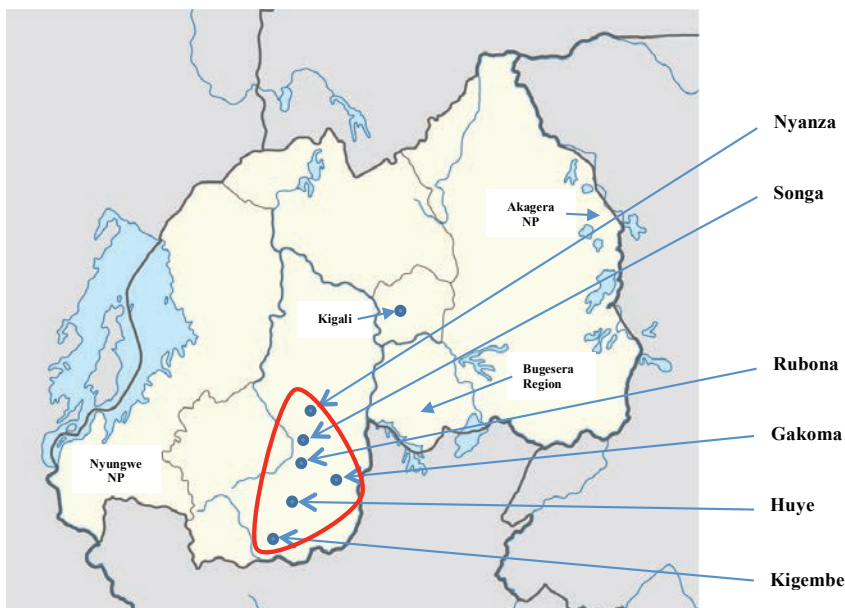 Nyanza
Songa
Akagera
NP
Kigali
Bugesera
Region
Rubona
Gakoma
Nyungwe
NP
Huye
Kigembe